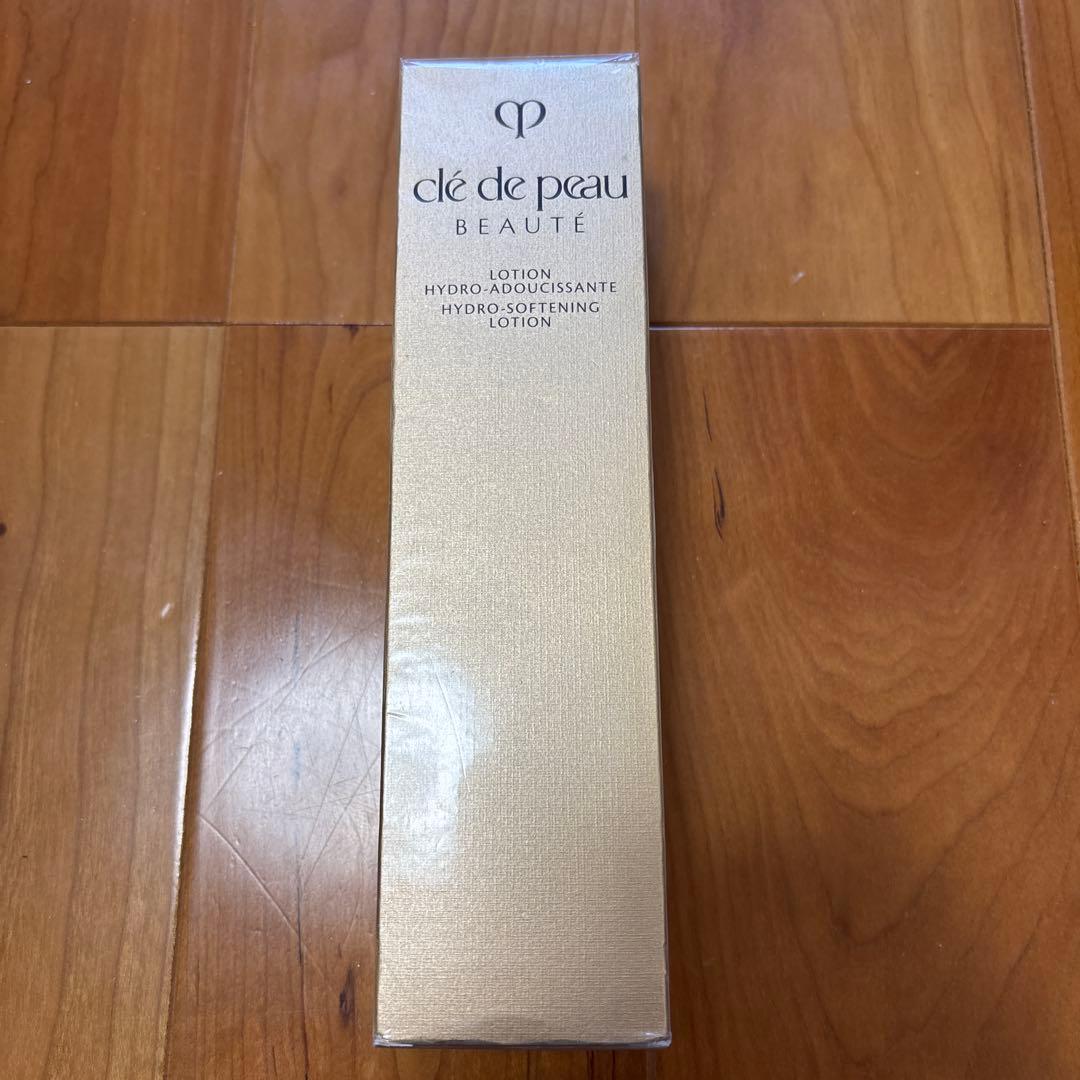 clé de peau
BEAUTÉ
LOTION
HYDRO-ADOUCISSANTE
HYDRO-SOFTENING
LOTION